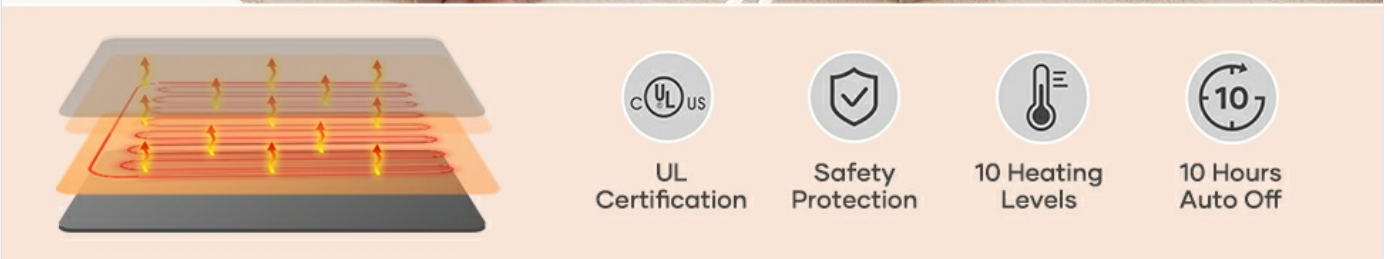 C UL US
UL
Certification
Safety
Protection
10 Heating
Levels
10
10 Hours
Auto Off